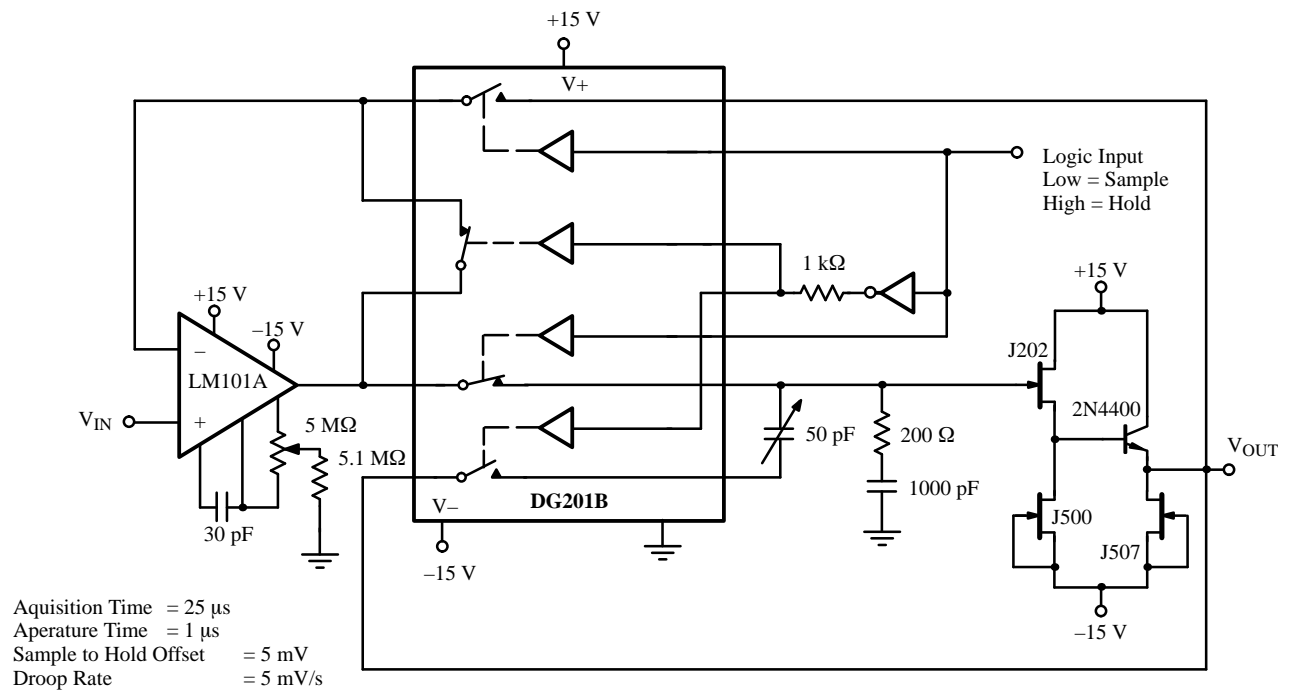 +15 V
V+
Logic Input
Low = Sample
High = Hold
1 kΩ
+15 V
+15 V
–15 V
J202
–
LM101A
2N4400
VIN
+
5 MΩ
50 pF
200 Ω
VOUT
5.1 MΩ
1000 pF
DG201B
V–
J500
30 pF
J507
–15 V
–15 V
Aquisition Time = 25 µs
Aperature Time = 1 µs
Sample to Hold Offset = 5 mV
Droop Rate = 5 mV/s